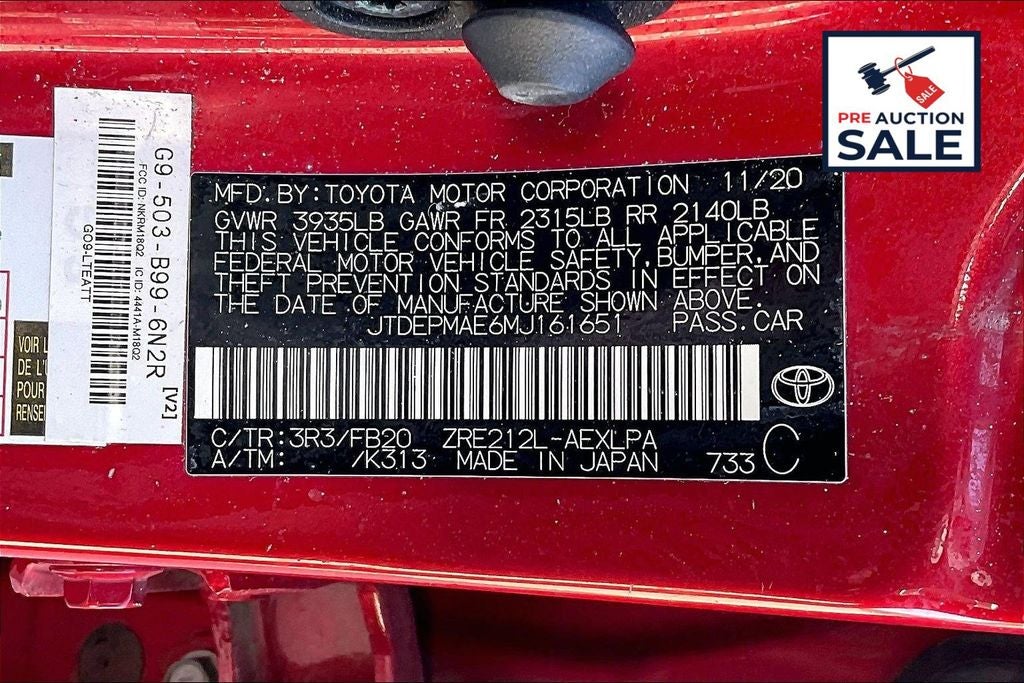 PRE AUCTION
SALE
MFD. BY: TOYOTA MOTOR CORPORATION 11/20
GVWR 3935LB GAWR FR 2315LB RR 2140LB
THIS VEHICLE CONFORMS TO ALL APPLICABLE
FEDERAL MOTOR VEHICLE SAFETY, BUMPER, AND
THEFT PREVENTION STANDARDS IN EFFECT ON
THE DATE OF MANUFACTURE SHOWN ABOVE.
JTDEPMAE6MJ161651 PASS. CAR
C/TR: 3R3/FB20 ZRE212L-AEXLPA
A/TM: /K313 MADE IN JAPAN 733 C
G9-503-B99-6N2R [V2]
FCC ID: NKRM18Q2 IC ID: 4441A-M18Q2
G09-LTEATT
VOIR
DE L'
POUR
SALE